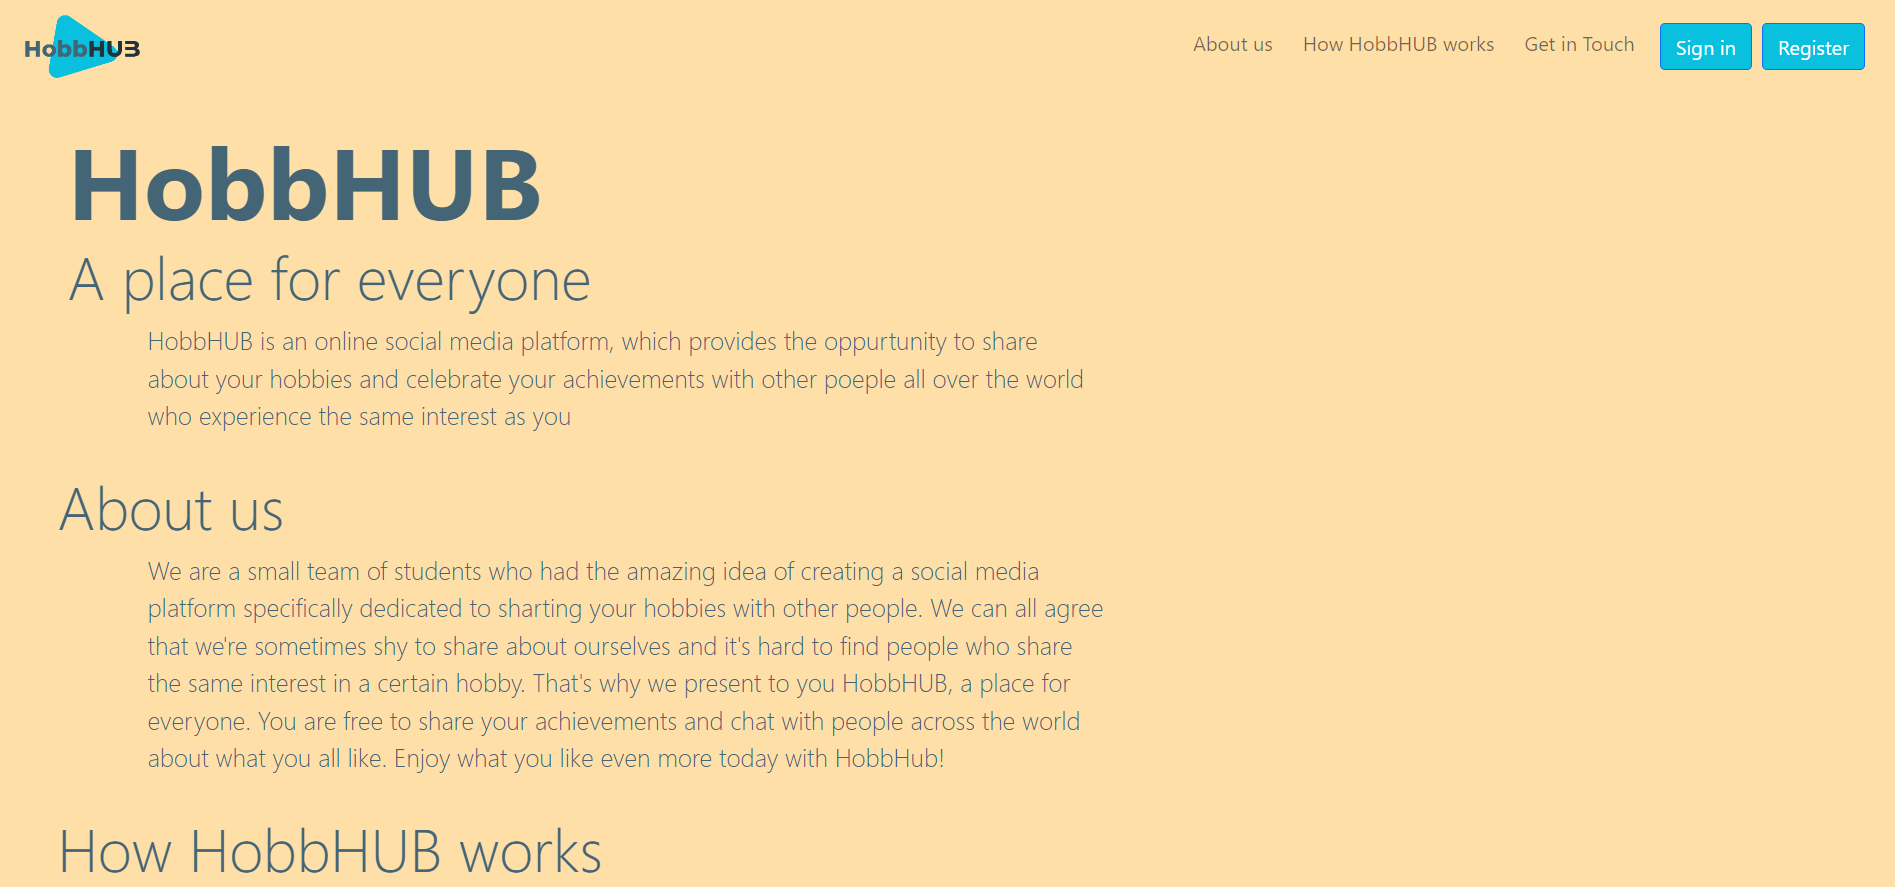 HobbHUB
About us
How HobbHUB works
Get in Touch
Sign in
Register
HobbHUB
A place for everyone
HobbHUB is an online social media platform, which provides the oppurtunity to share
about your hobbies and celebrate your achievements with other poeple all over the world
who experience the same interest as you
About us
We are a small team of students who had the amazing idea of creating a social media
platform specifically dedicated to sharting your hobbies with other people. We can all agree
that we're sometimes shy to share about ourselves and it's hard to find people who share
the same interest in a certain hobby. That's why we present to you HobbHUB, a place for
everyone. You are free to share your achievements and chat with people across the world
about what you all like. Enjoy what you like even more today with HobbHub!
How HobbHUB works